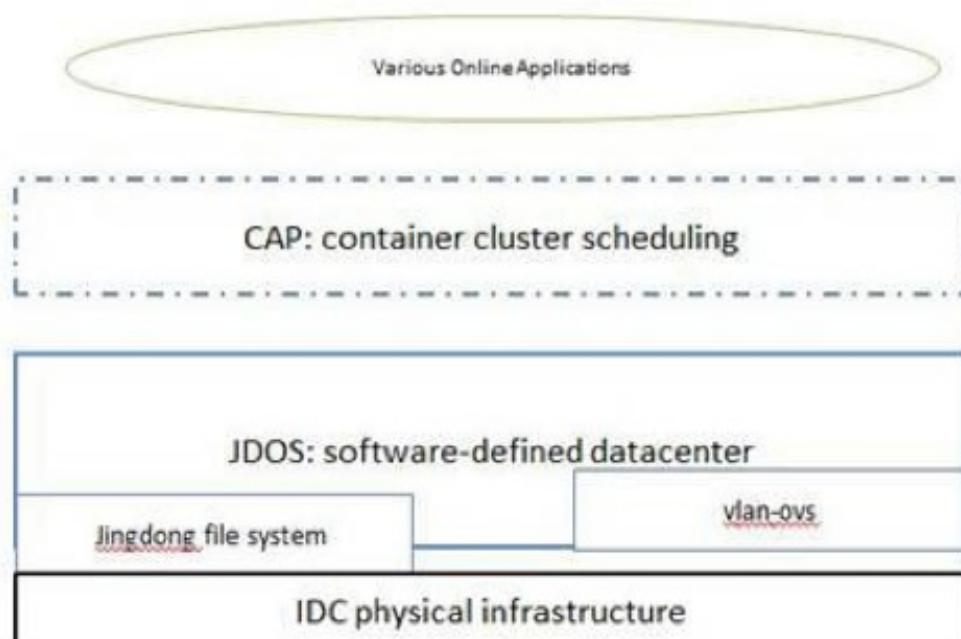 Various Online Applications
CAP: container cluster scheduling
JDOS: software-defined datacenter
vlan-ovs
Jingdong file system
IDC physical infrastructure